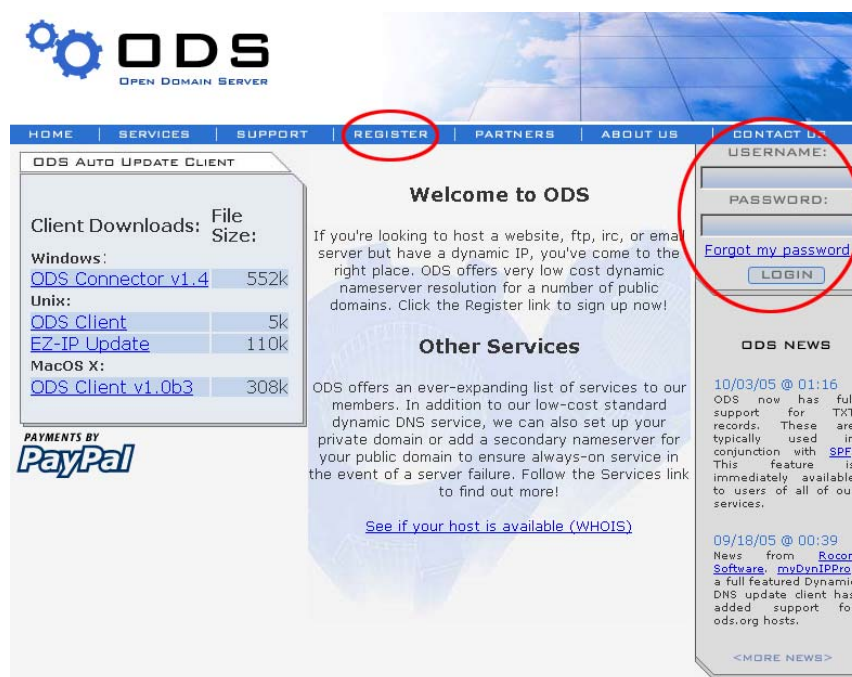 ODS
OPEN DOMAIN SERVER
HOME | SERVICES | SUPPORT | REGISTER | PARTNERS | ABOUT US | CONTACT US
ODS AUTO UPDATE CLIENT
Client Downloads: File Size:
Windows:
ODS Connector v1.4 552k
Unix:
ODS Client 5k
EZ-IP Update 110k
MacOS X:
ODS Client v1.0b3 308k
PAYMENTS BY
PayPal
Welcome to ODS
If you're looking to host a website, ftp, irc, or email
server but have a dynamic IP, you've come to the
right place. ODS offers very low cost dynamic
nameserver resolution for a number of public
domains. Click the Register link to sign up now!
Other Services
ODS offers an ever-expanding list of services to our
members. In addition to our low-cost standard
dynamic DNS service, we can also set up your
private domain or add a secondary nameserver for
your public domain to ensure always-on service in
the event of a server failure. Follow the Services link
to find out more!
See if your host is available (WHOIS)
USERNAME:
PASSWORD:
Forgot my password
LOGIN
ODS NEWS
10/03/05 @ 01:16
ODS now has full
support for TXT
records. These are
typically used in
conjunction with SPF
This feature is
immediately available
to users of all of our
services.
09/18/05 @ 00:39
News from Rocon
Software. myDynIPPro
a full featured Dynamic
DNS update client has
added support fo
ods.org hosts.
<MORE NEWS>